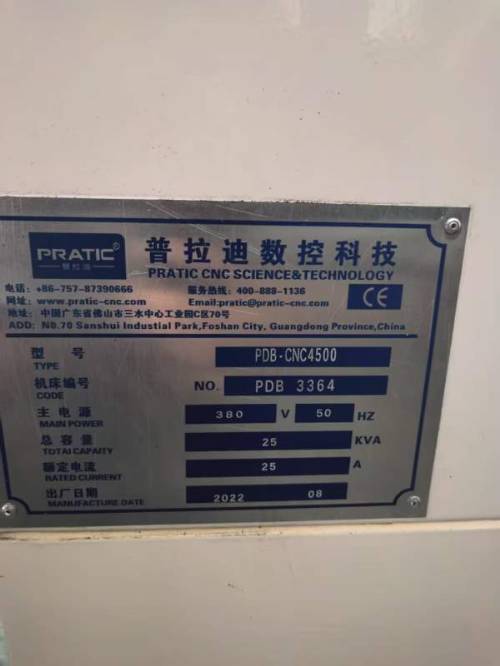 PRATIC®
普拉迪
普拉迪数控科技
PRATIC CNC SCIENCE&TECHNOLOGY
电话：+86-757-87390666 服务热线：400-888-1136
网址：www.pratic-cnc.com Email:pratic@pratic-cnc.com
CE
地址：中国广东省佛山市三水中心工业园C区70号
ADD: N0.70 Sanshui Industial Park,Foshan City, Guangdong Province,China
型号 PDB-CNC4500
TYPE
机床编号 NO. PDB 3364
CODE
主电源 380 V 50 HZ
MAIN POWER
总容量 25 KVA
TOTAI CAPAITY
额定电流 25 A
RATED CURRENT
出厂日期 2022 08
MANUFACTURE DATE